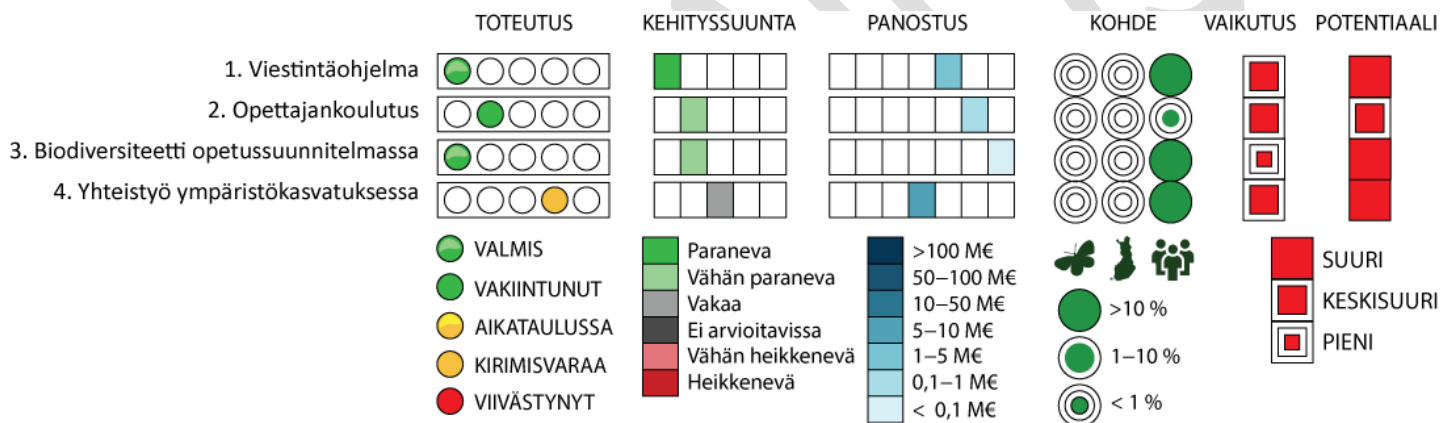 TOTEUTUS KEHITYSSUUNTA PANOSTUS KOHDE VAIKUTUS POTENTIAALI
1. Viestintäohjelma
2. Opettajankoulutus
3. Biodiversiteetti opetussuunnitelmassa
4. Yhteistyö ympäristökasvatuksessa
VALMIS
VAKIINTUNUT
AIKATAULUSSA
KIRIMISVARAA
VIIVÄSTYNYT
Paraneva
Vähän paraneva
Vakaa
Ei arvioitavissa
Vähän heikkenevä
Heikkenevä
>100 M€
50–100 M€
10–50 M€
5–10 M€
1–5 M€
0,1–1 M€
< 0,1 M€
>10 %
1–10 %
< 1 %
SUURI
KESKISUURI
PIENI